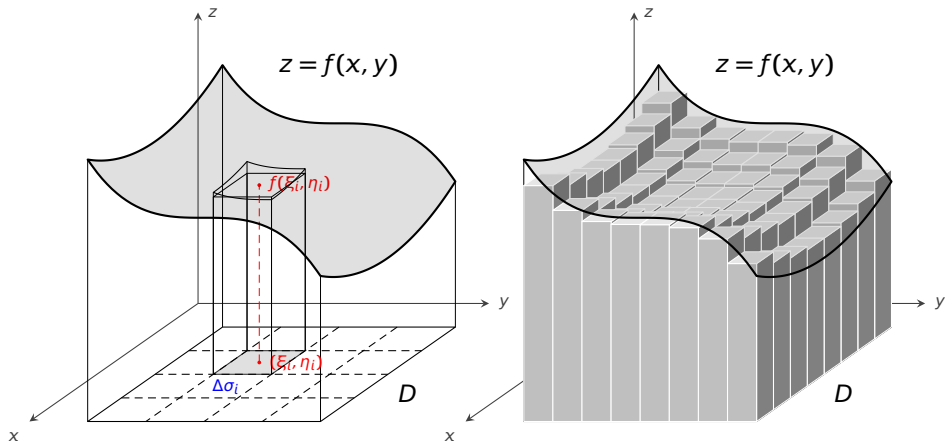 z
z = f(x, y)
f(ξᵢ, ηᵢ)
y
(ξᵢ, ηᵢ)
Δσᵢ
D
x
z
z = f(x, y)
y
D
x